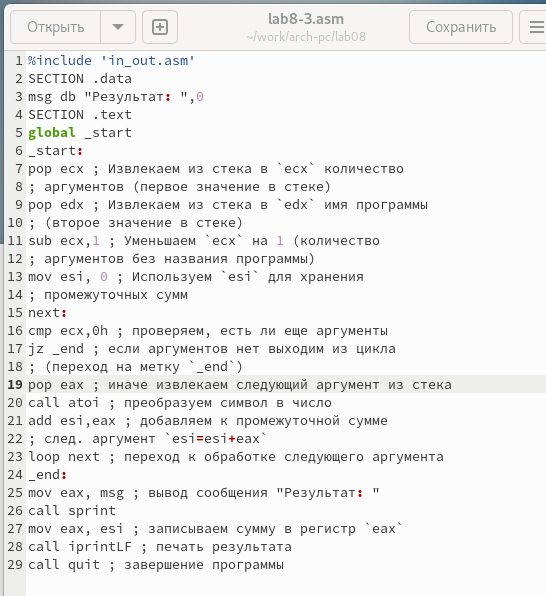 Открыть
lab8-3.asm
~/work/arch-pc/lab08
Сохранить
1 %include 'in_out.asm'
2 SECTION .data
3 msg db "Результат: ",0
4 SECTION .text
5 global _start
6 _start:
7 pop ecx ; Извлекаем из стека в `ecx` количество
8 ; аргументов (первое значение в стеке)
9 pop edx ; Извлекаем из стека в `edx` имя программы
10 ; (второе значение в стеке)
11 sub ecx,1 ; Уменьшаем `ecx` на 1 (количество
12 ; аргументов без названия программы)
13 mov esi, 0 ; Используем `esi` для хранения
14 ; промежуточных сумм
15 next:
16 cmp ecx,0h ; проверяем, есть ли еще аргументы
17 jz _end ; если аргументов нет выходим из цикла
18 ; (переход на метку `_end`)
19 pop eax ; иначе извлекаем следующий аргумент из стека
20 call atoi ; преобразуем символ в число
21 add esi,eax ; добавляем к промежуточной сумме
22 ; след. аргумент `esi=esi+eax`
23 loop next ; переход к обработке следующего аргумента
24 _end:
25 mov eax, msg ; вывод сообщения "Результат: "
26 call sprint
27 mov eax, esi ; записываем сумму в регистр `eax`
28 call iprintLF ; печать результата
29 call quit ; завершение программы